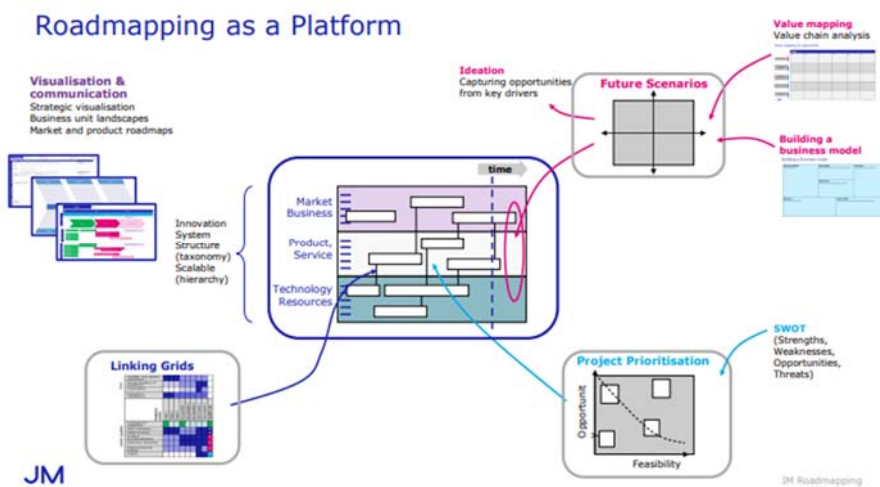 Roadmapping as a Platform
Visualisation &
communication
Strategic visualisation
Business unit landscapes
Market and product roadmaps
Ideation
Capturing opportunities
from key drivers
Future Scenarios
Value mapping
Value chain analysis
Building a
business model
time
Market
Business
Product,
Service
Technology
Resources
Innovation
System
Structure
(taxonomy)
Scalable
(hierarchy)
Linking Grids
Project Prioritisation
Opportunit
Feasibility
SWOT
(Strengths,
Weaknesses,
Opportunities,
Threats)
JM
JM Roadmapping